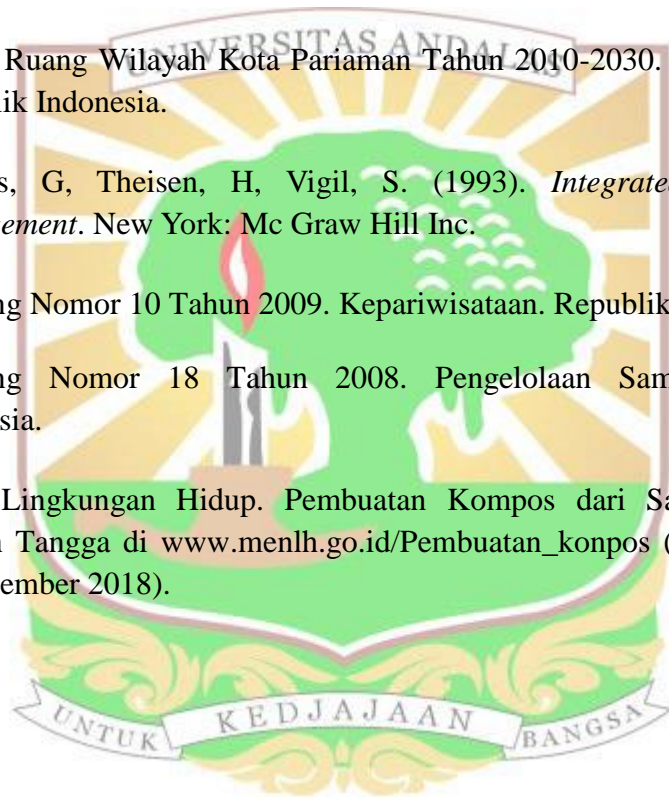 UNIVERSITAS ANDALAS
Ruang Wilayah Kota Pariaman Tahun 2010-2030.
lik Indonesia.
s, G, Theisen, H, Vigil, S. (1993). Integrate
ement. New York: Mc Graw Hill Inc.
ng Nomor 10 Tahun 2009. Kepariwisataan. Republik
ng Nomor 18 Tahun 2008. Pengelolaan Sam
sia.
Lingkungan Hidup. Pembuatan Kompos dari Sa
n Tangga di www.menlh.go.id/Pembuatan_konpos (
ember 2018).
UNTUK KEDJAJAAN BANGSA